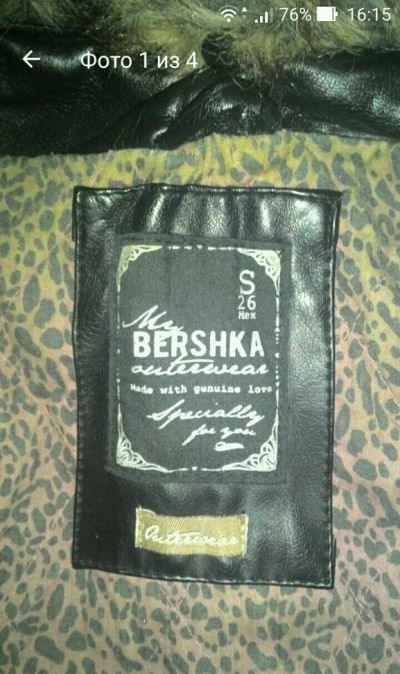 76% 16:15
Фото 1 из 4
S
26
Mex
My
BERSHKA
outerwear
Made with genuine love
Specially
for you
Outerwear